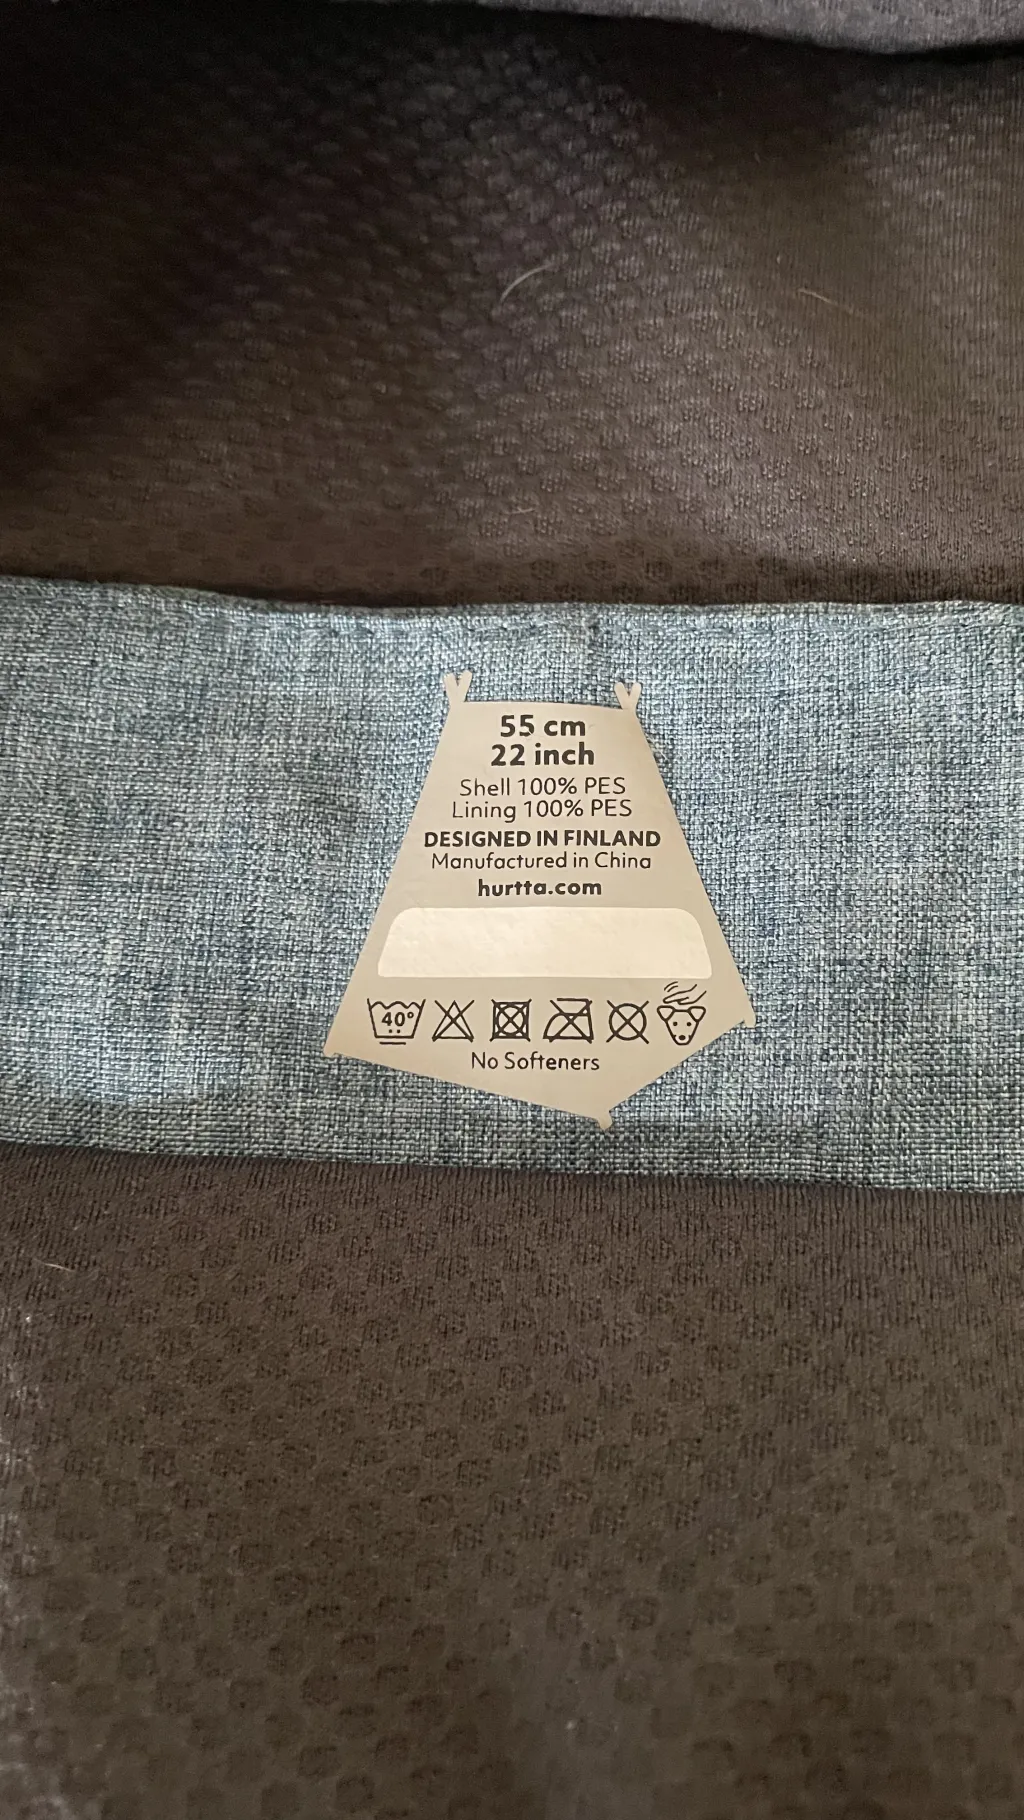 55 cm
22 inch
Shell 100% PES
Lining 100% PES
DESIGNED IN FINLAND
Manufactured in China
hurtta.com
40°
No Softeners